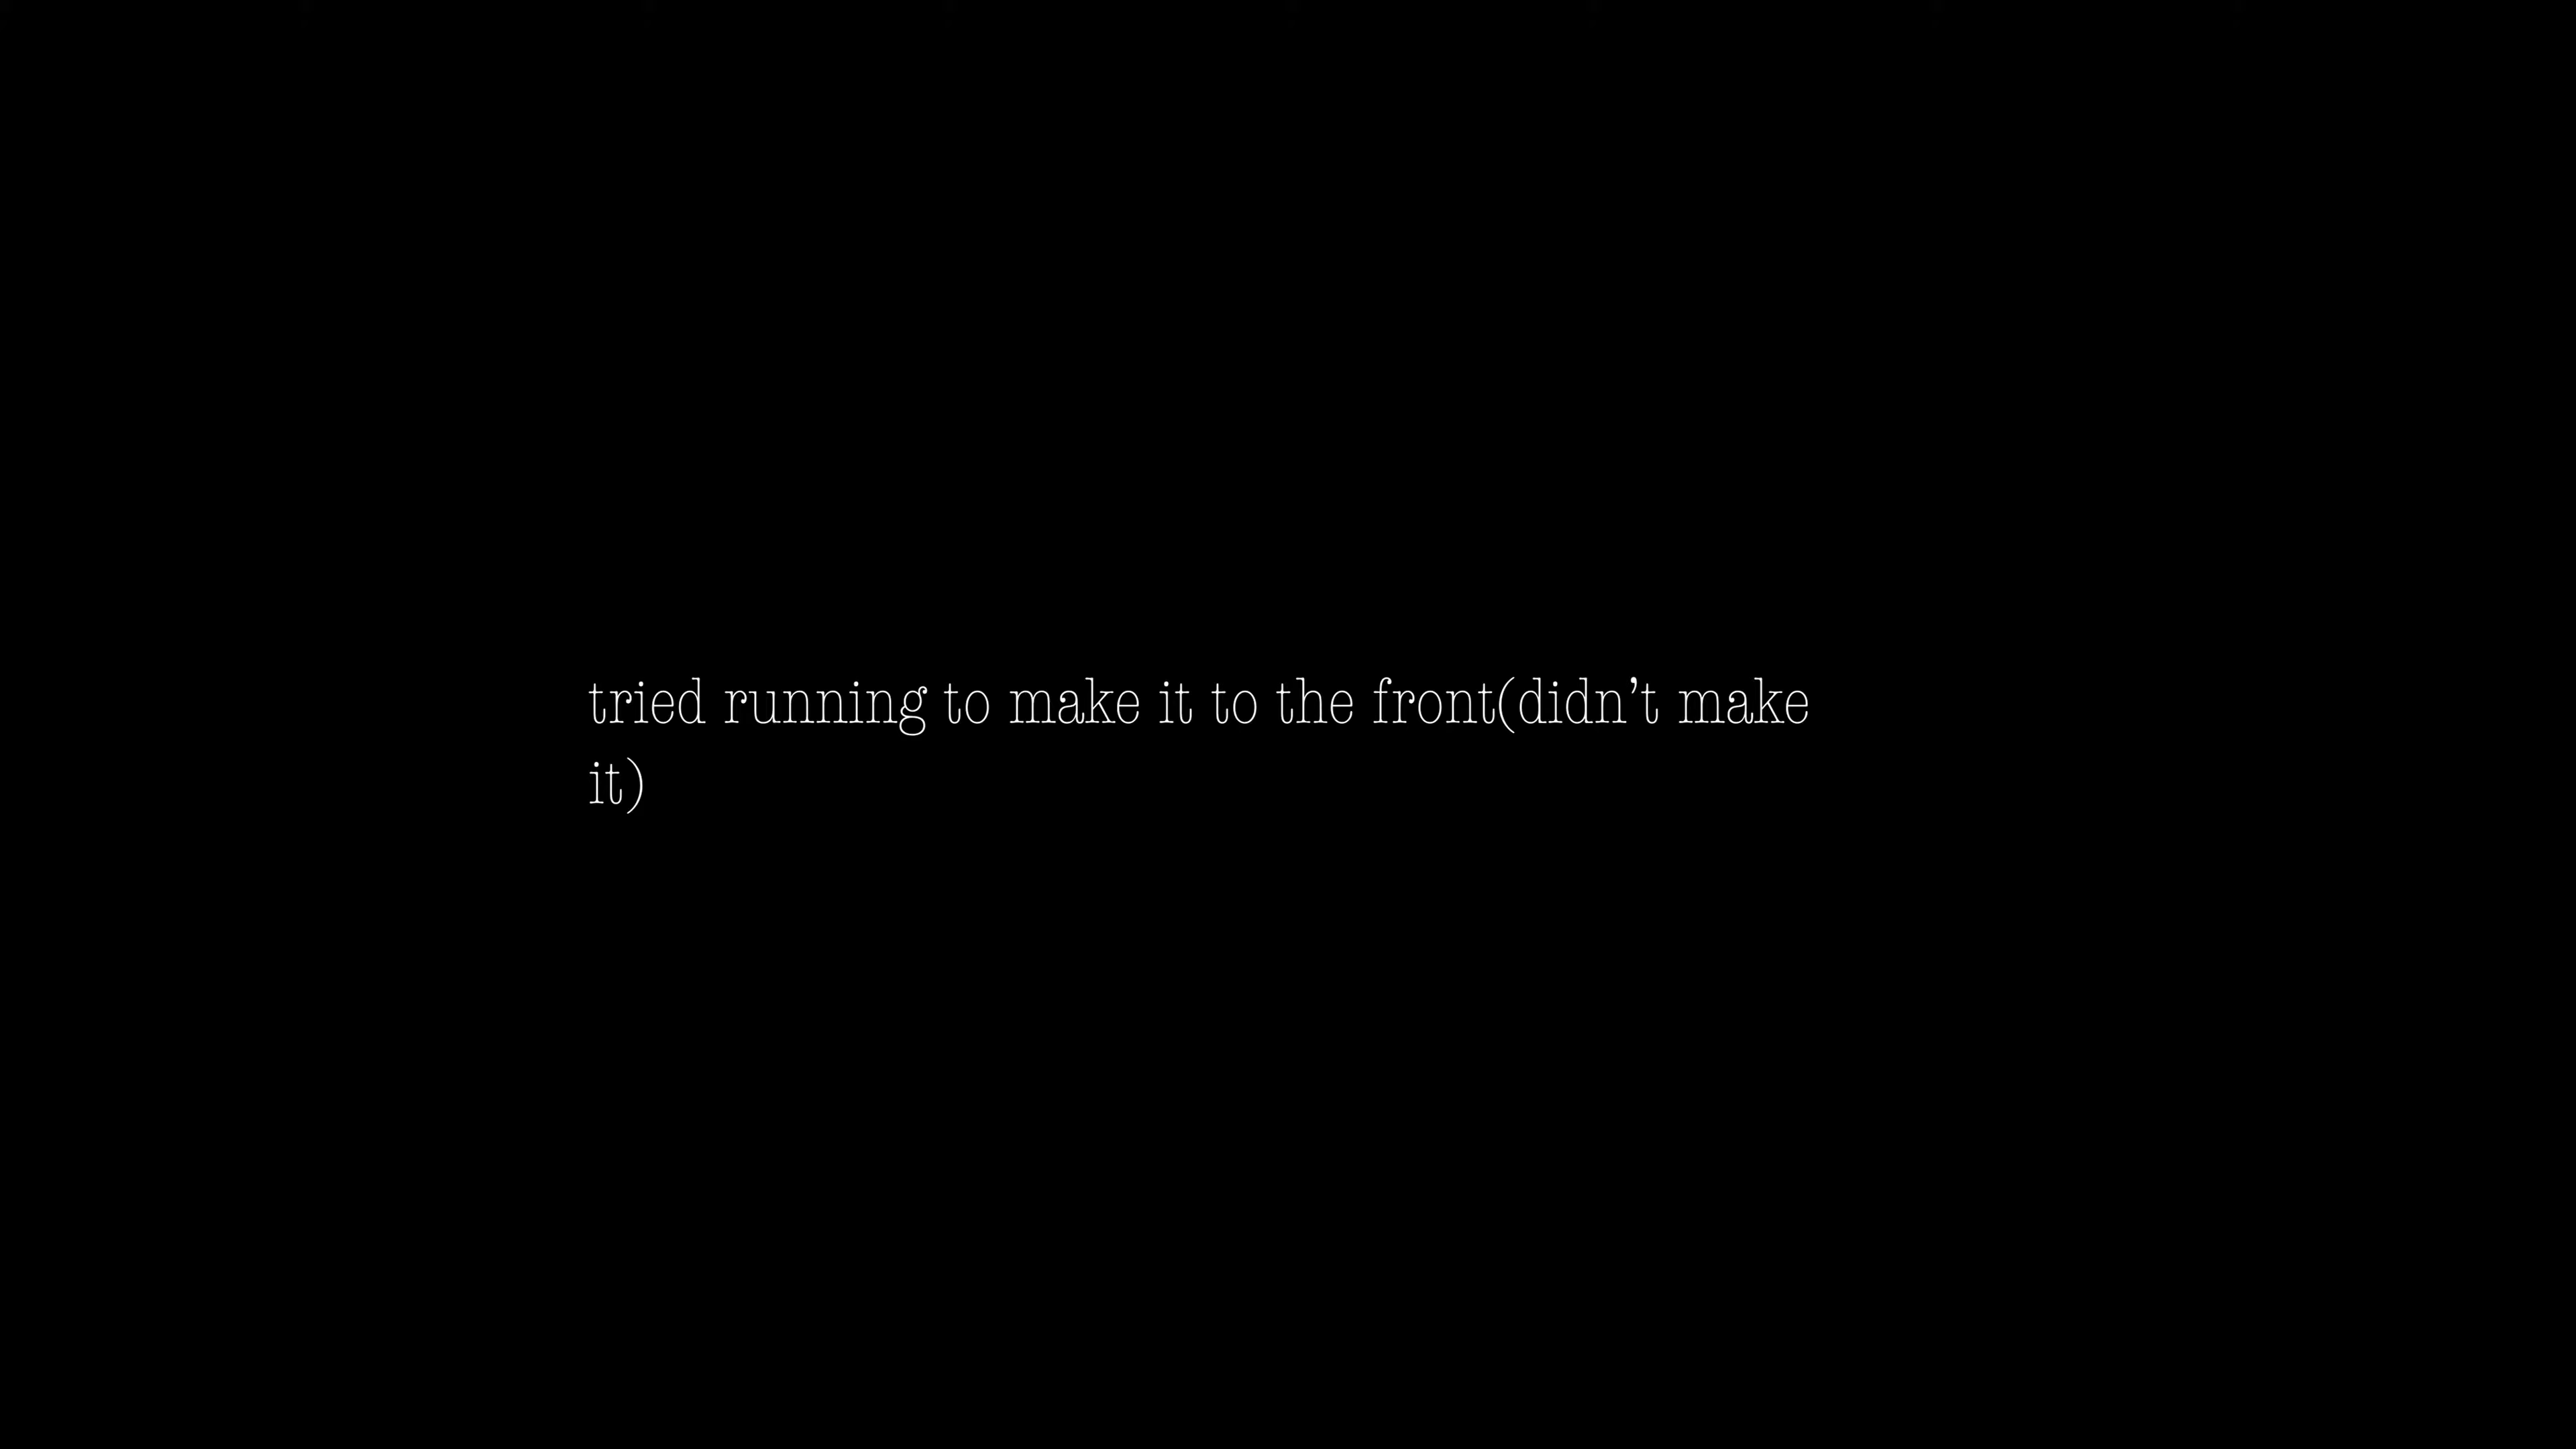 tried running to make it to the front(didn’t make
it)